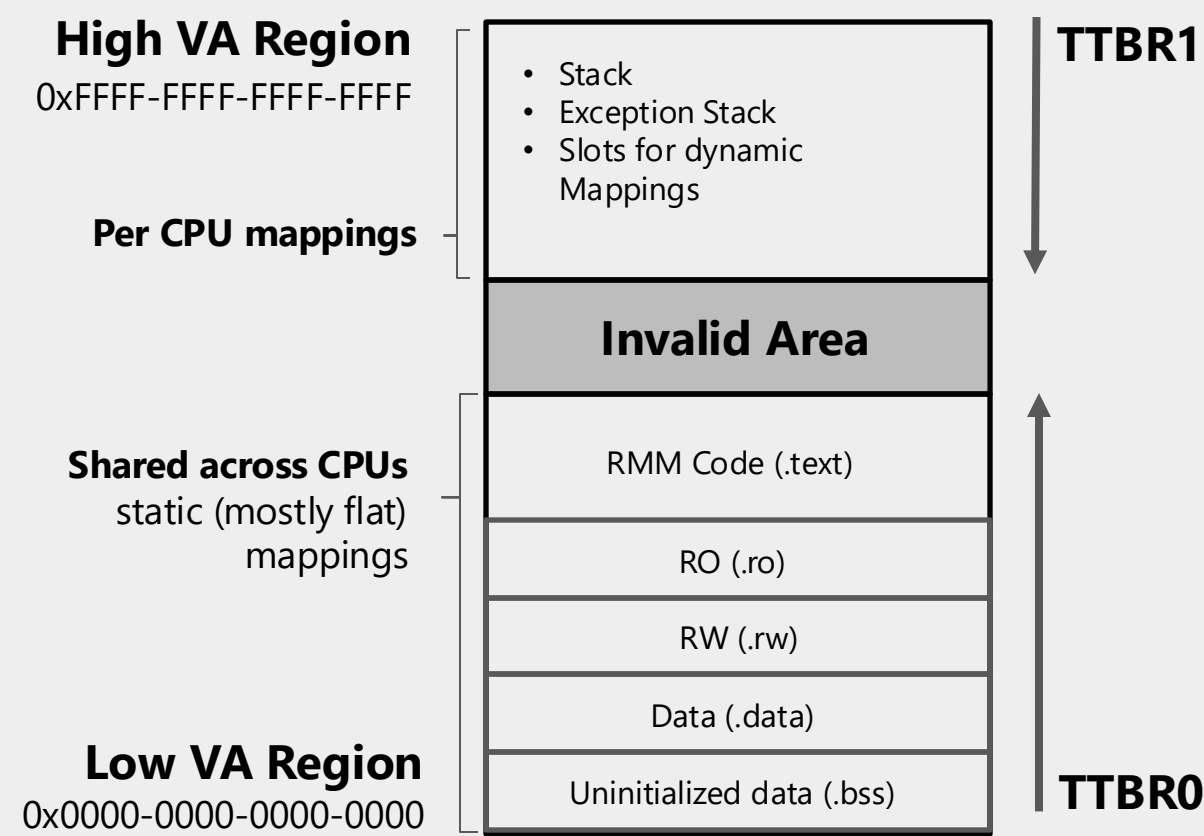 High VA Region
0xFFFF-FFFF-FFFF-FFFF
Per CPU mappings
• Stack
• Exception Stack
• Slots for dynamic
Mappings
TTBR1
Invalid Area
Shared across CPUs
static (mostly flat)
mappings
RMM Code (.text)
RO (.ro)
RW (.rw)
Data (.data)
Uninitialized data (.bss)
Low VA Region
0x0000-0000-0000-0000
TTBR0